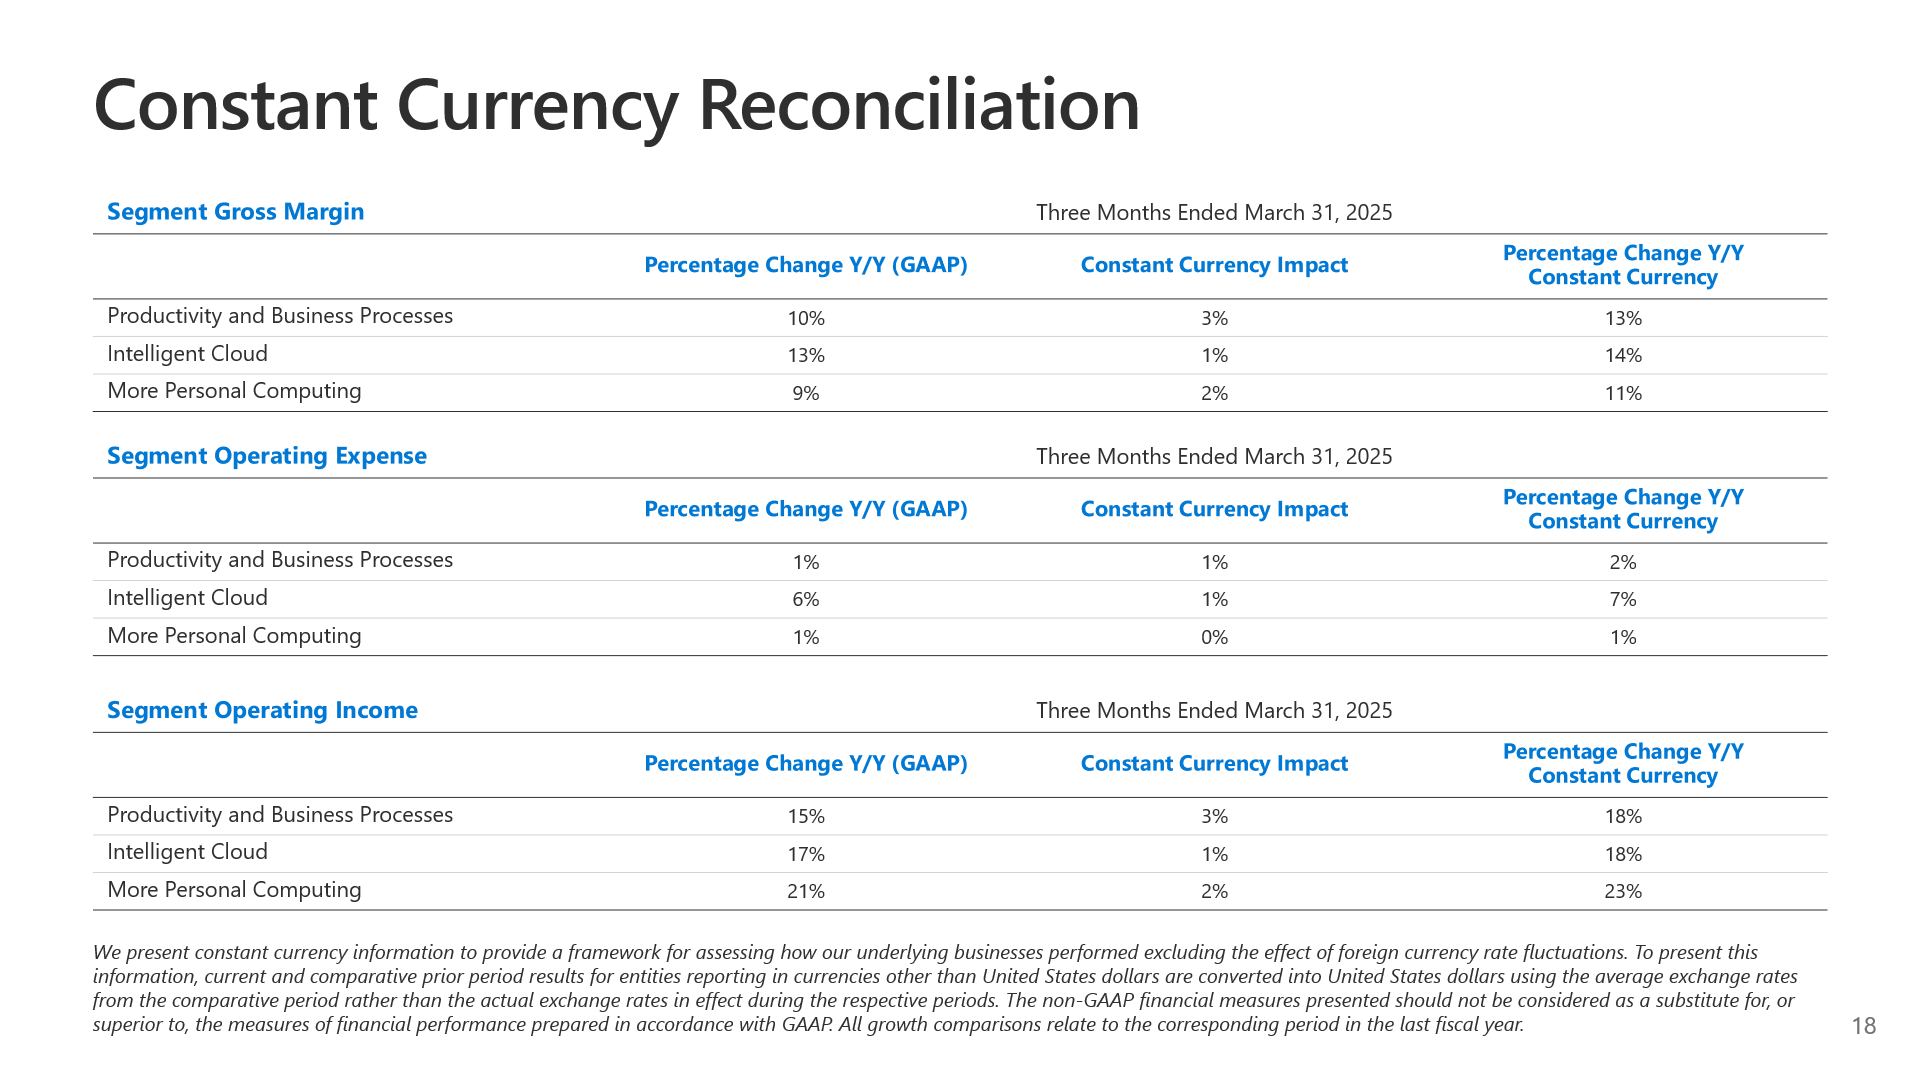 Constant Currency Reconciliation
Segment Gross Margin Three Months Ended March 31, 2025
Percentage Change Y/Y (GAAP) Constant Currency Impact Percentage Change Y/Y
Constant Currency
Productivity and Business Processes 10% 3% 13%
Intelligent Cloud 13% 1% 14%
More Personal Computing 9% 2% 11%
Segment Operating Expense Three Months Ended March 31, 2025
Percentage Change Y/Y (GAAP) Constant Currency Impact Percentage Change Y/Y
Constant Currency
Productivity and Business Processes 1% 1% 2%
Intelligent Cloud 6% 1% 7%
More Personal Computing 1% 0% 1%
Segment Operating Income Three Months Ended March 31, 2025
Percentage Change Y/Y (GAAP) Constant Currency Impact Percentage Change Y/Y
Constant Currency
Productivity and Business Processes 15% 3% 18%
Intelligent Cloud 17% 1% 18%
More Personal Computing 21% 2% 23%
We present constant currency information to provide a framework for assessing how our underlying businesses performed excluding the effect of foreign currency rate fluctuations. To present this
information, current and comparative prior period results for entities reporting in currencies other than United States dollars are converted into United States dollars using the average exchange rates
from the comparative period rather than the actual exchange rates in effect during the respective periods. The non-GAAP financial measures presented should not be considered as a substitute for, or
superior to, the measures of financial performance prepared in accordance with GAAP. All growth comparisons relate to the corresponding period in the last fiscal year.
18